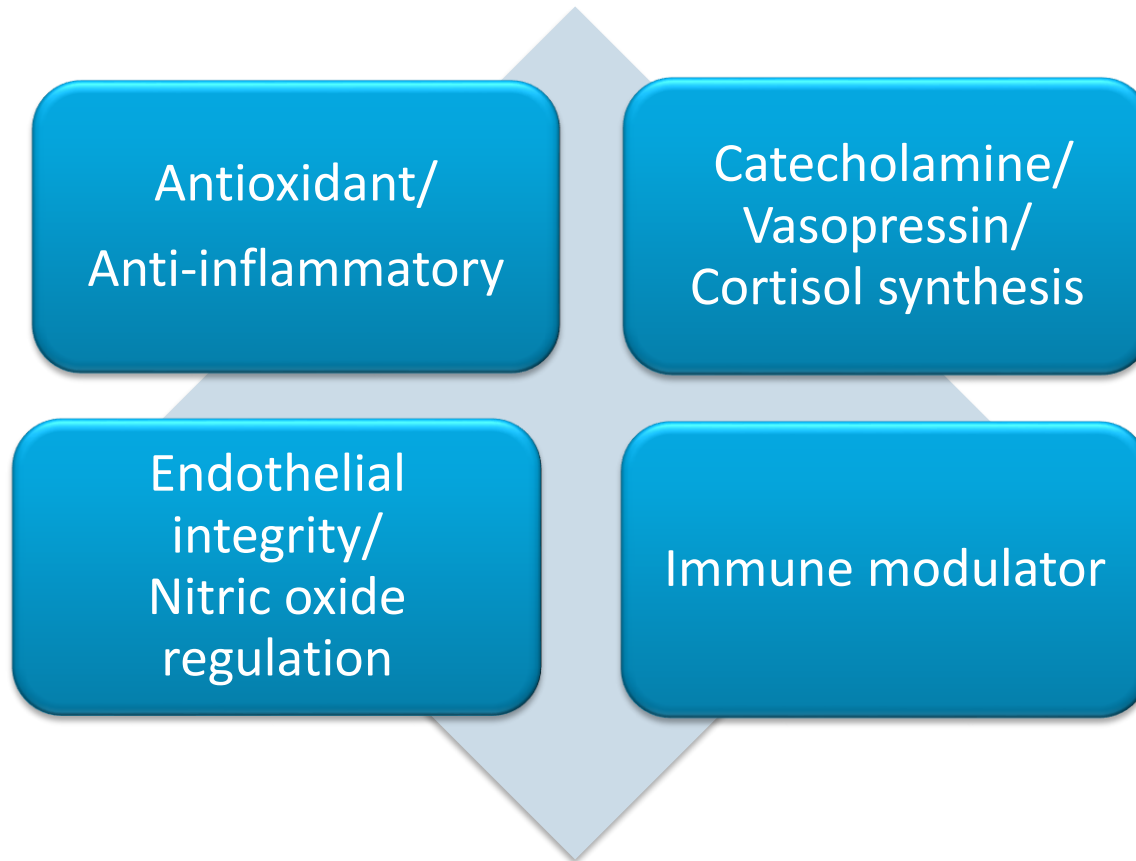 Antioxidant/
Anti-inflammatory
Catecholamine/
Vasopressin/
Cortisol synthesis
Endothelial
integrity/
Nitric oxide
regulation
Immune modulator